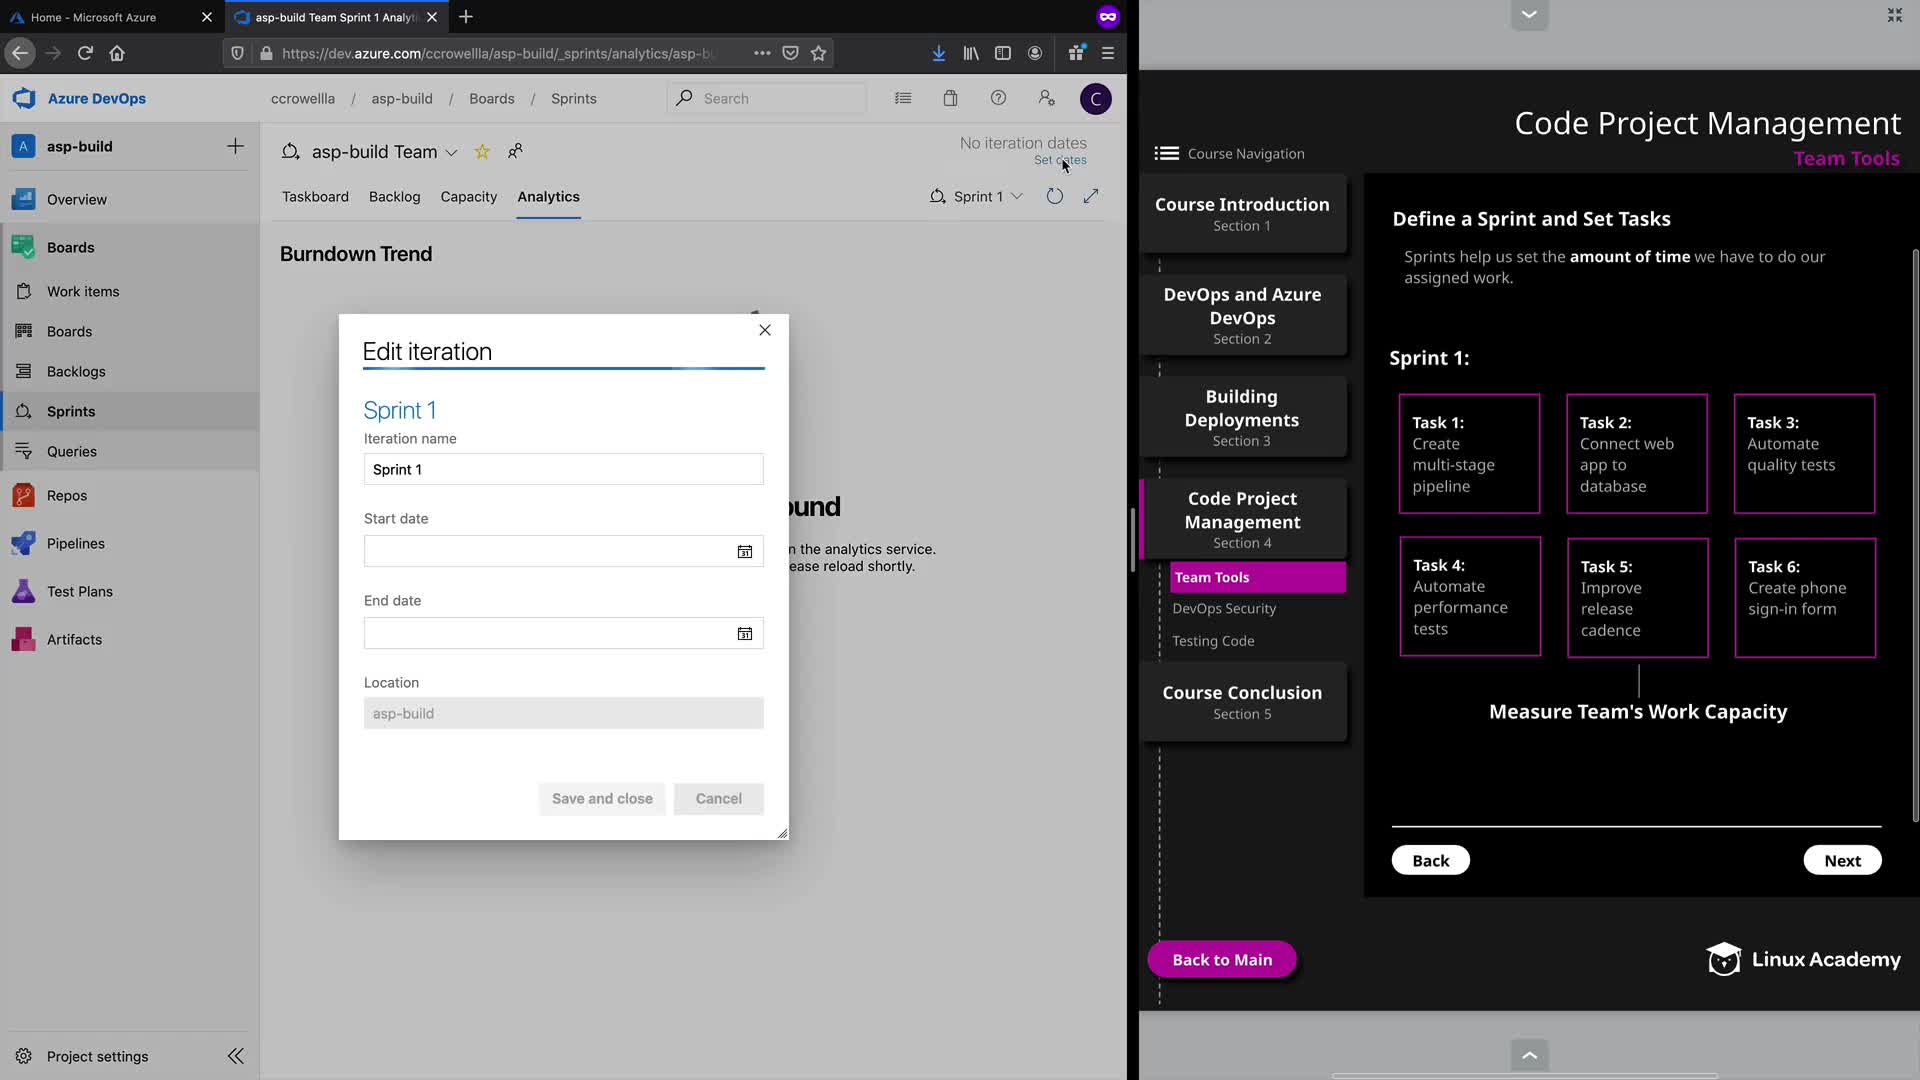 Home - Microsoft Azure
asp-build Team Sprint 1 Analyti
https://dev.azure.com/ccrowellla/asp-build/_sprints/analytics/asp-bu
Azure DevOps
ccrowellla / asp-build / Boards / Sprints
Search
C
A
asp-build
Overview
Boards
Work items
Boards
Backlogs
Sprints
Queries
Repos
Pipelines
Test Plans
Artifacts
Project settings
asp-build Team
No iteration dates
Set dates
Taskboard
Backlog
Capacity
Analytics
Sprint 1
Burndown Trend
ound
n the analytics service.
ease reload shortly.
Edit iteration
Sprint 1
Iteration name
Sprint 1
Start date
31
End date
31
Location
asp-build
Save and close
Cancel
Code Project Management
Team Tools
Course Navigation
Course Introduction
Section 1
DevOps and Azure
DevOps
Section 2
Building
Deployments
Section 3
Code Project
Management
Section 4
Team Tools
DevOps Security
Testing Code
Course Conclusion
Section 5
Back to Main
Define a Sprint and Set Tasks
Sprints help us set the amount of time we have to do our
assigned work.
Sprint 1:
Task 1:
Create
multi-stage
pipeline
Task 2:
Connect web
app to
database
Task 3:
Automate
quality tests
Task 4:
Automate
performance
tests
Task 5:
Improve
release
cadence
Task 6:
Create phone
sign-in form
Measure Team's Work Capacity
Back
Next
Linux Academy